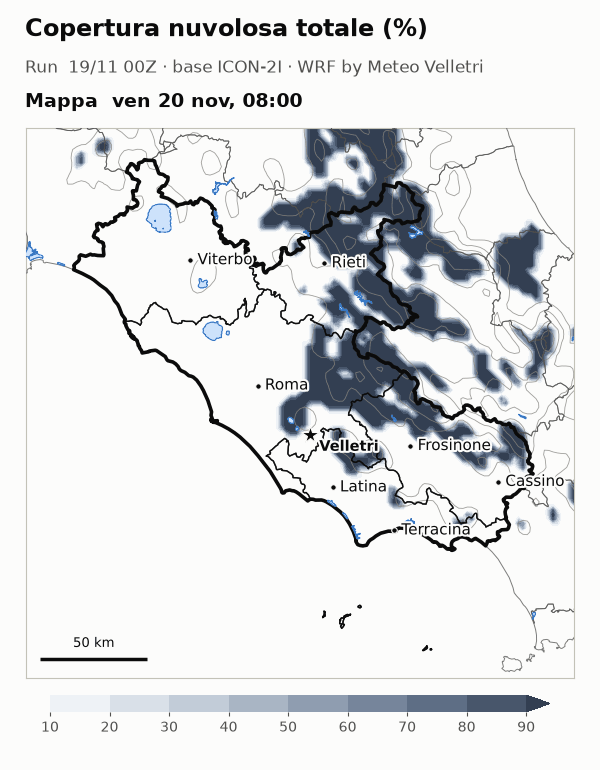 Copertura nuvolosa totale (%)
Run  19/11 00Z · base ICON-2I · WRF by Meteo Velletri
Mappa  ven 20 nov, 08:00
Viterbo
Rieti
Roma
Velletri
Frosinone
Latina
Cassino
Terracina
50 km
10 20 30 40 50 60 70 80 90